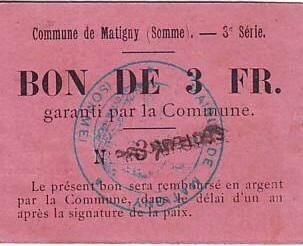 Commune de Matigny (Somme). — 3e Série.
BON DE 3 FR.
garanti par la Commune.
N°
Le présent bon sera remboursé en argent
par la Commune, dans le délai d'un an
après la signature de la paix.